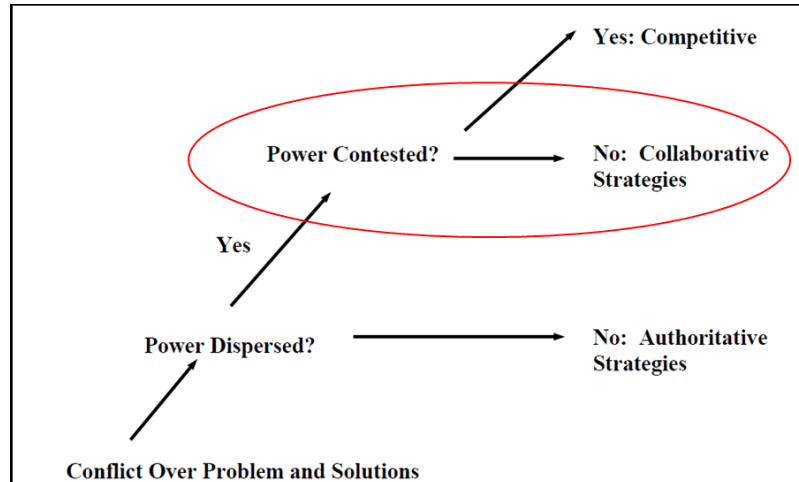 Yes: Competitive
Power Contested?
No: Collaborative
Strategies
Yes
Power Dispersed?
No: Authoritative
Strategies
Conflict Over Problem and Solutions